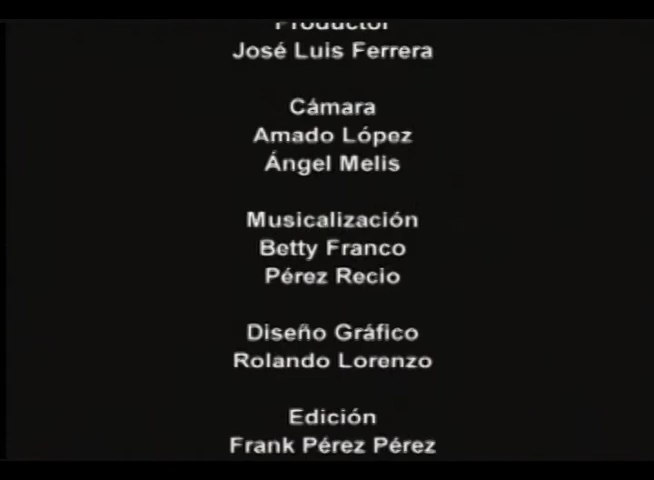 Productor
José Luis Ferrera
Cámara
Amado López
Ángel Melis
Musicalización
Betty Franco
Pérez Recio
Diseño Gráfico
Rolando Lorenzo
Edición
Frank Pérez Pérez